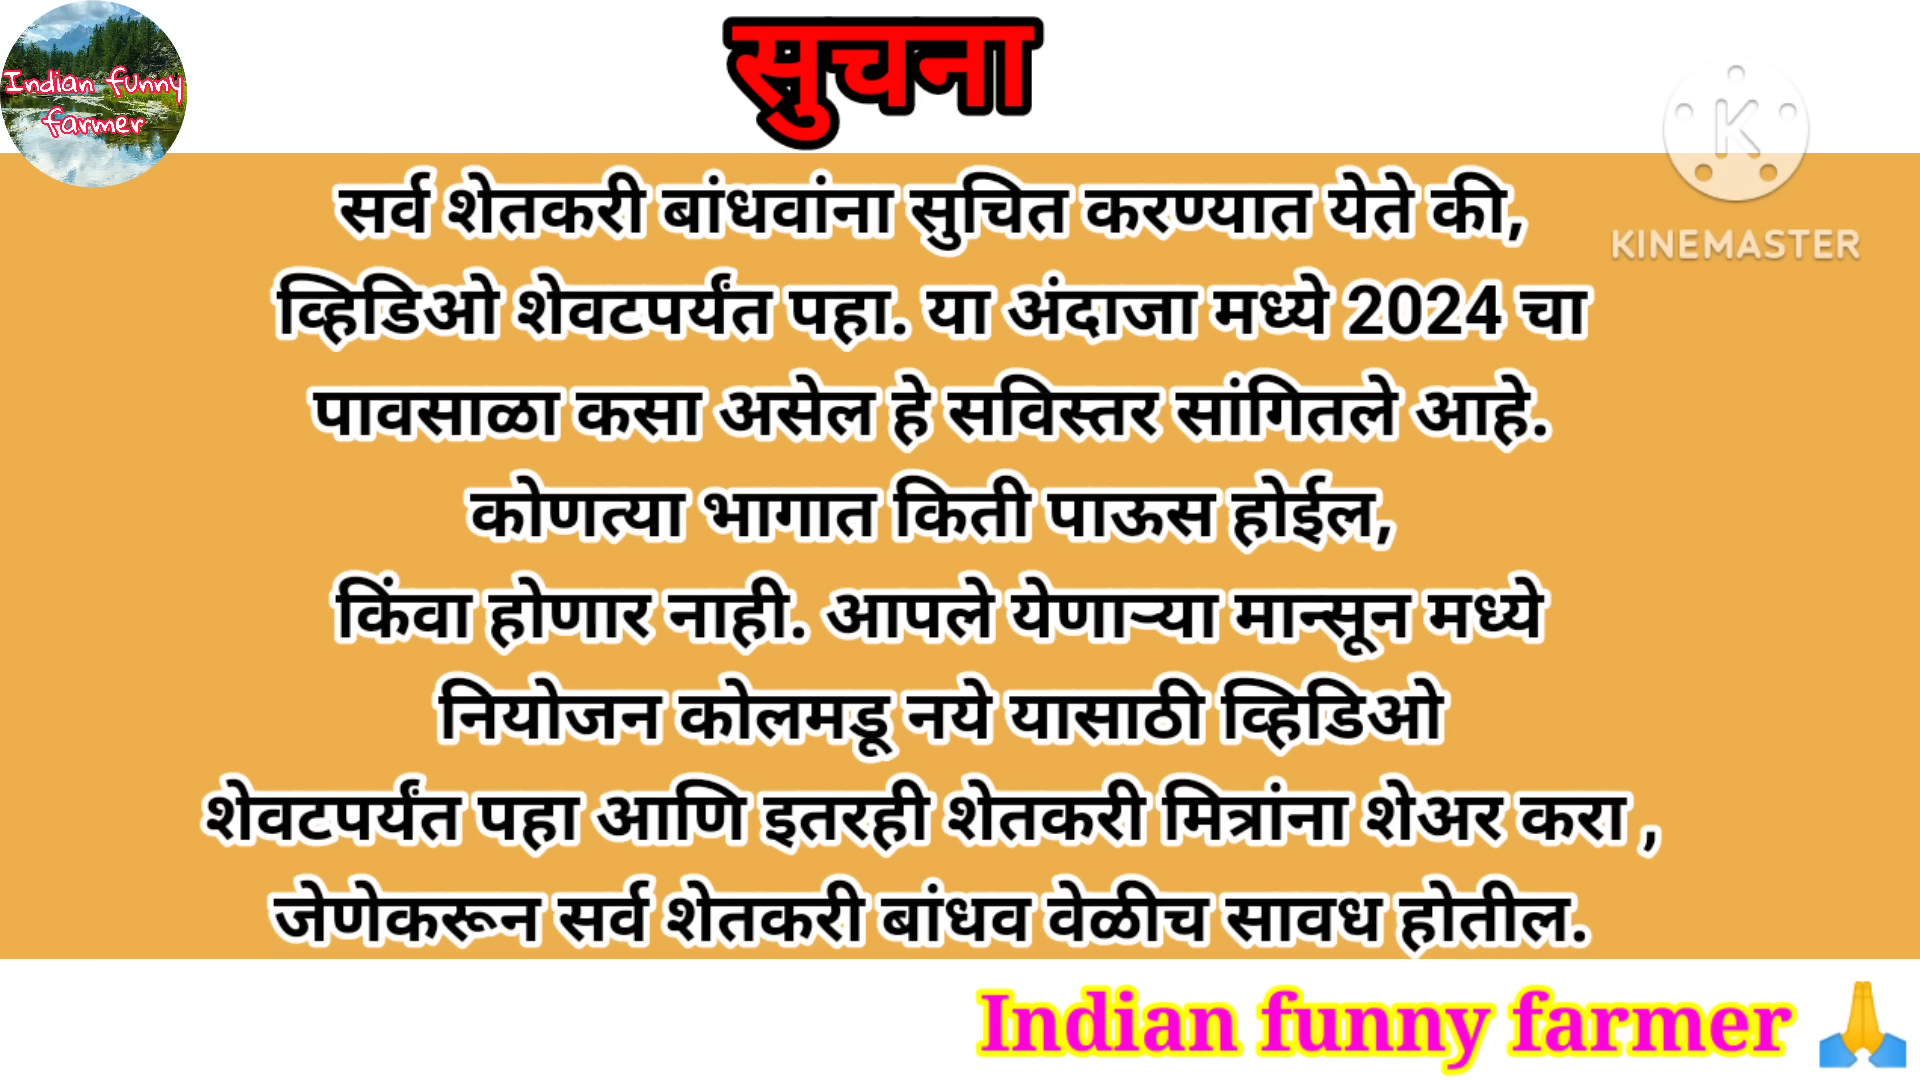 सुचना
Indian funny
farmer
K
KINEMASTER
सर्व शेतकरी बांधवांना सुचित करण्यात येते की,
व्हिडिओ शेवटपर्यंत पहा. या अंदाजा मध्ये 2024 चा
पावसाळा कसा असेल हे सविस्तर सांगितले आहे.
कोणत्या भागात किती पाऊस होईल,
किंवा होणार नाही. आपले येणाऱ्या मान्सून मध्ये
नियोजन कोलमडू नये यासाठी व्हिडिओ
शेवटपर्यंत पहा आणि इतरही शेतकरी मित्रांना शेअर करा ,
जेणेकरून सर्व शेतकरी बांधव वेळीच सावध होतील.
Indian funny farmer 🙏